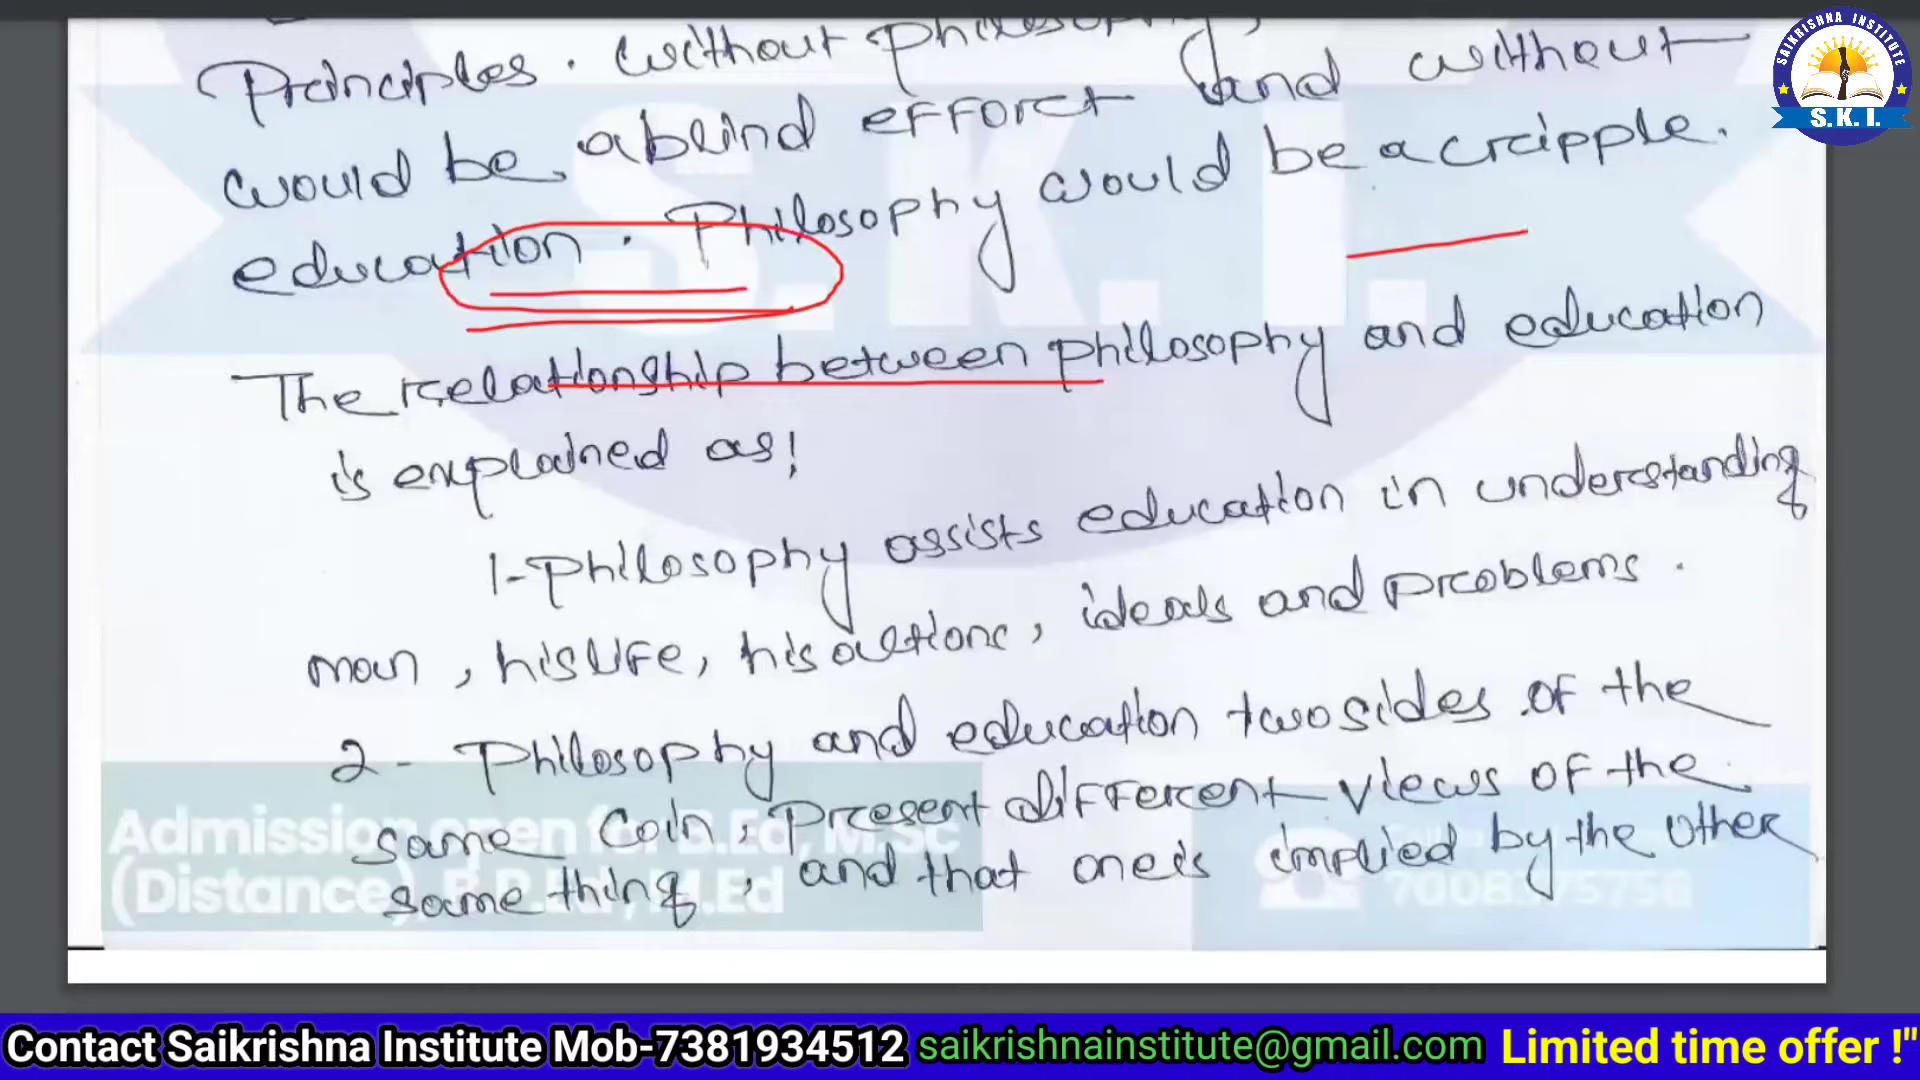 Principles. without philosophy,
would be a blind effort and without
education. Philosophy would be a cripple.
The relationship between philosophy and education
is explained as!
1- Philosophy assists education in understanding
man, his life, his actions, ideals and problems.
2- Philosophy and education two sides of the
same coin, present different views of the
same thing, and that one is implied by the other
Admission open for B.Ed, M.Sc
(Distance), B.P.Ed, M.Ed
7008375756
S.K.I.
SAIKRISHNA INSTITUTE
S.K.I.
Contact Saikrishna Institute Mob-7381934512 saikrishnainstitute@gmail.com Limited time offer !"